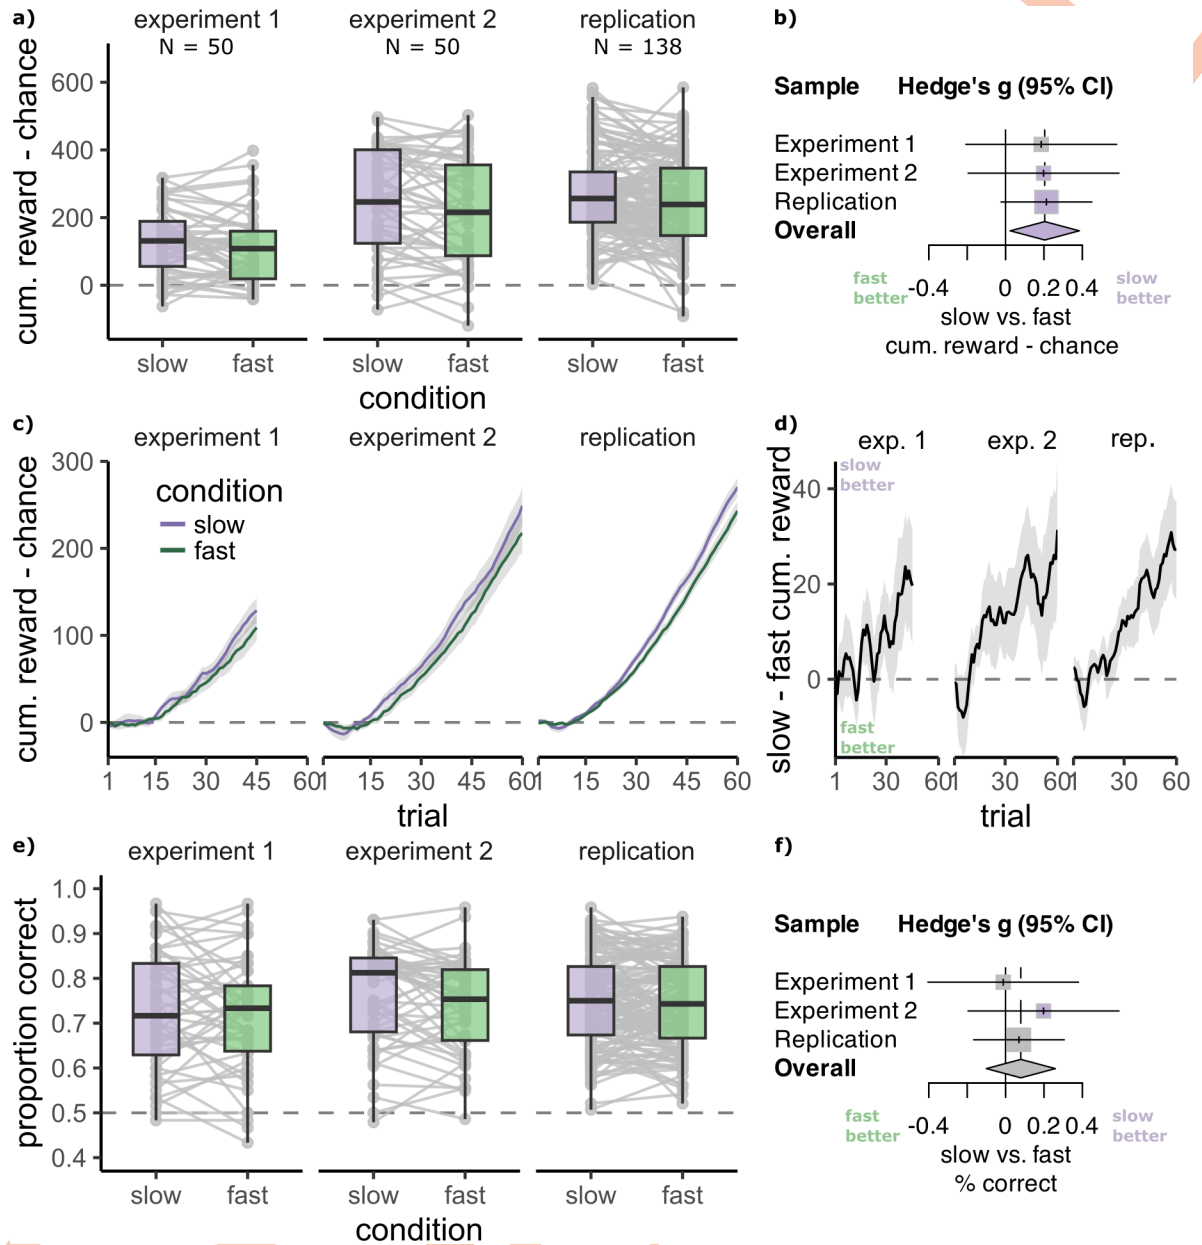 a)
experiment 1
N = 50
experiment 2
N = 50
replication
N = 138
cum. reward - chance
600
400
200
0
slow
fast
slow
fast
slow
fast
condition
b)
Sample
Hedge's g (95% CI)
Experiment 1
Experiment 2
Replication
Overall
fast
better
-0.4
0
0.2
0.4
slow
better
slow vs. fast
cum. reward - chance
c)
experiment 1
experiment 2
replication
cum. reward - chance
300
200
100
0
condition
slow
fast
1
15
30
45
60
1
15
30
45
60
1
15
30
45
60
trial
d)
exp. 1
exp. 2
rep.
slow - fast cum. reward
slow
better
40
20
0
fast
better
1
30
60
1
30
60
1
30
60
trial
e)
experiment 1
experiment 2
replication
proportion correct
1.0
0.9
0.8
0.7
0.6
0.5
0.4
slow
fast
slow
fast
slow
fast
condition
f)
Sample
Hedge's g (95% CI)
Experiment 1
Experiment 2
Replication
Overall
fast
better
-0.4
0
0.2
0.4
slow
better
slow vs. fast
% correct